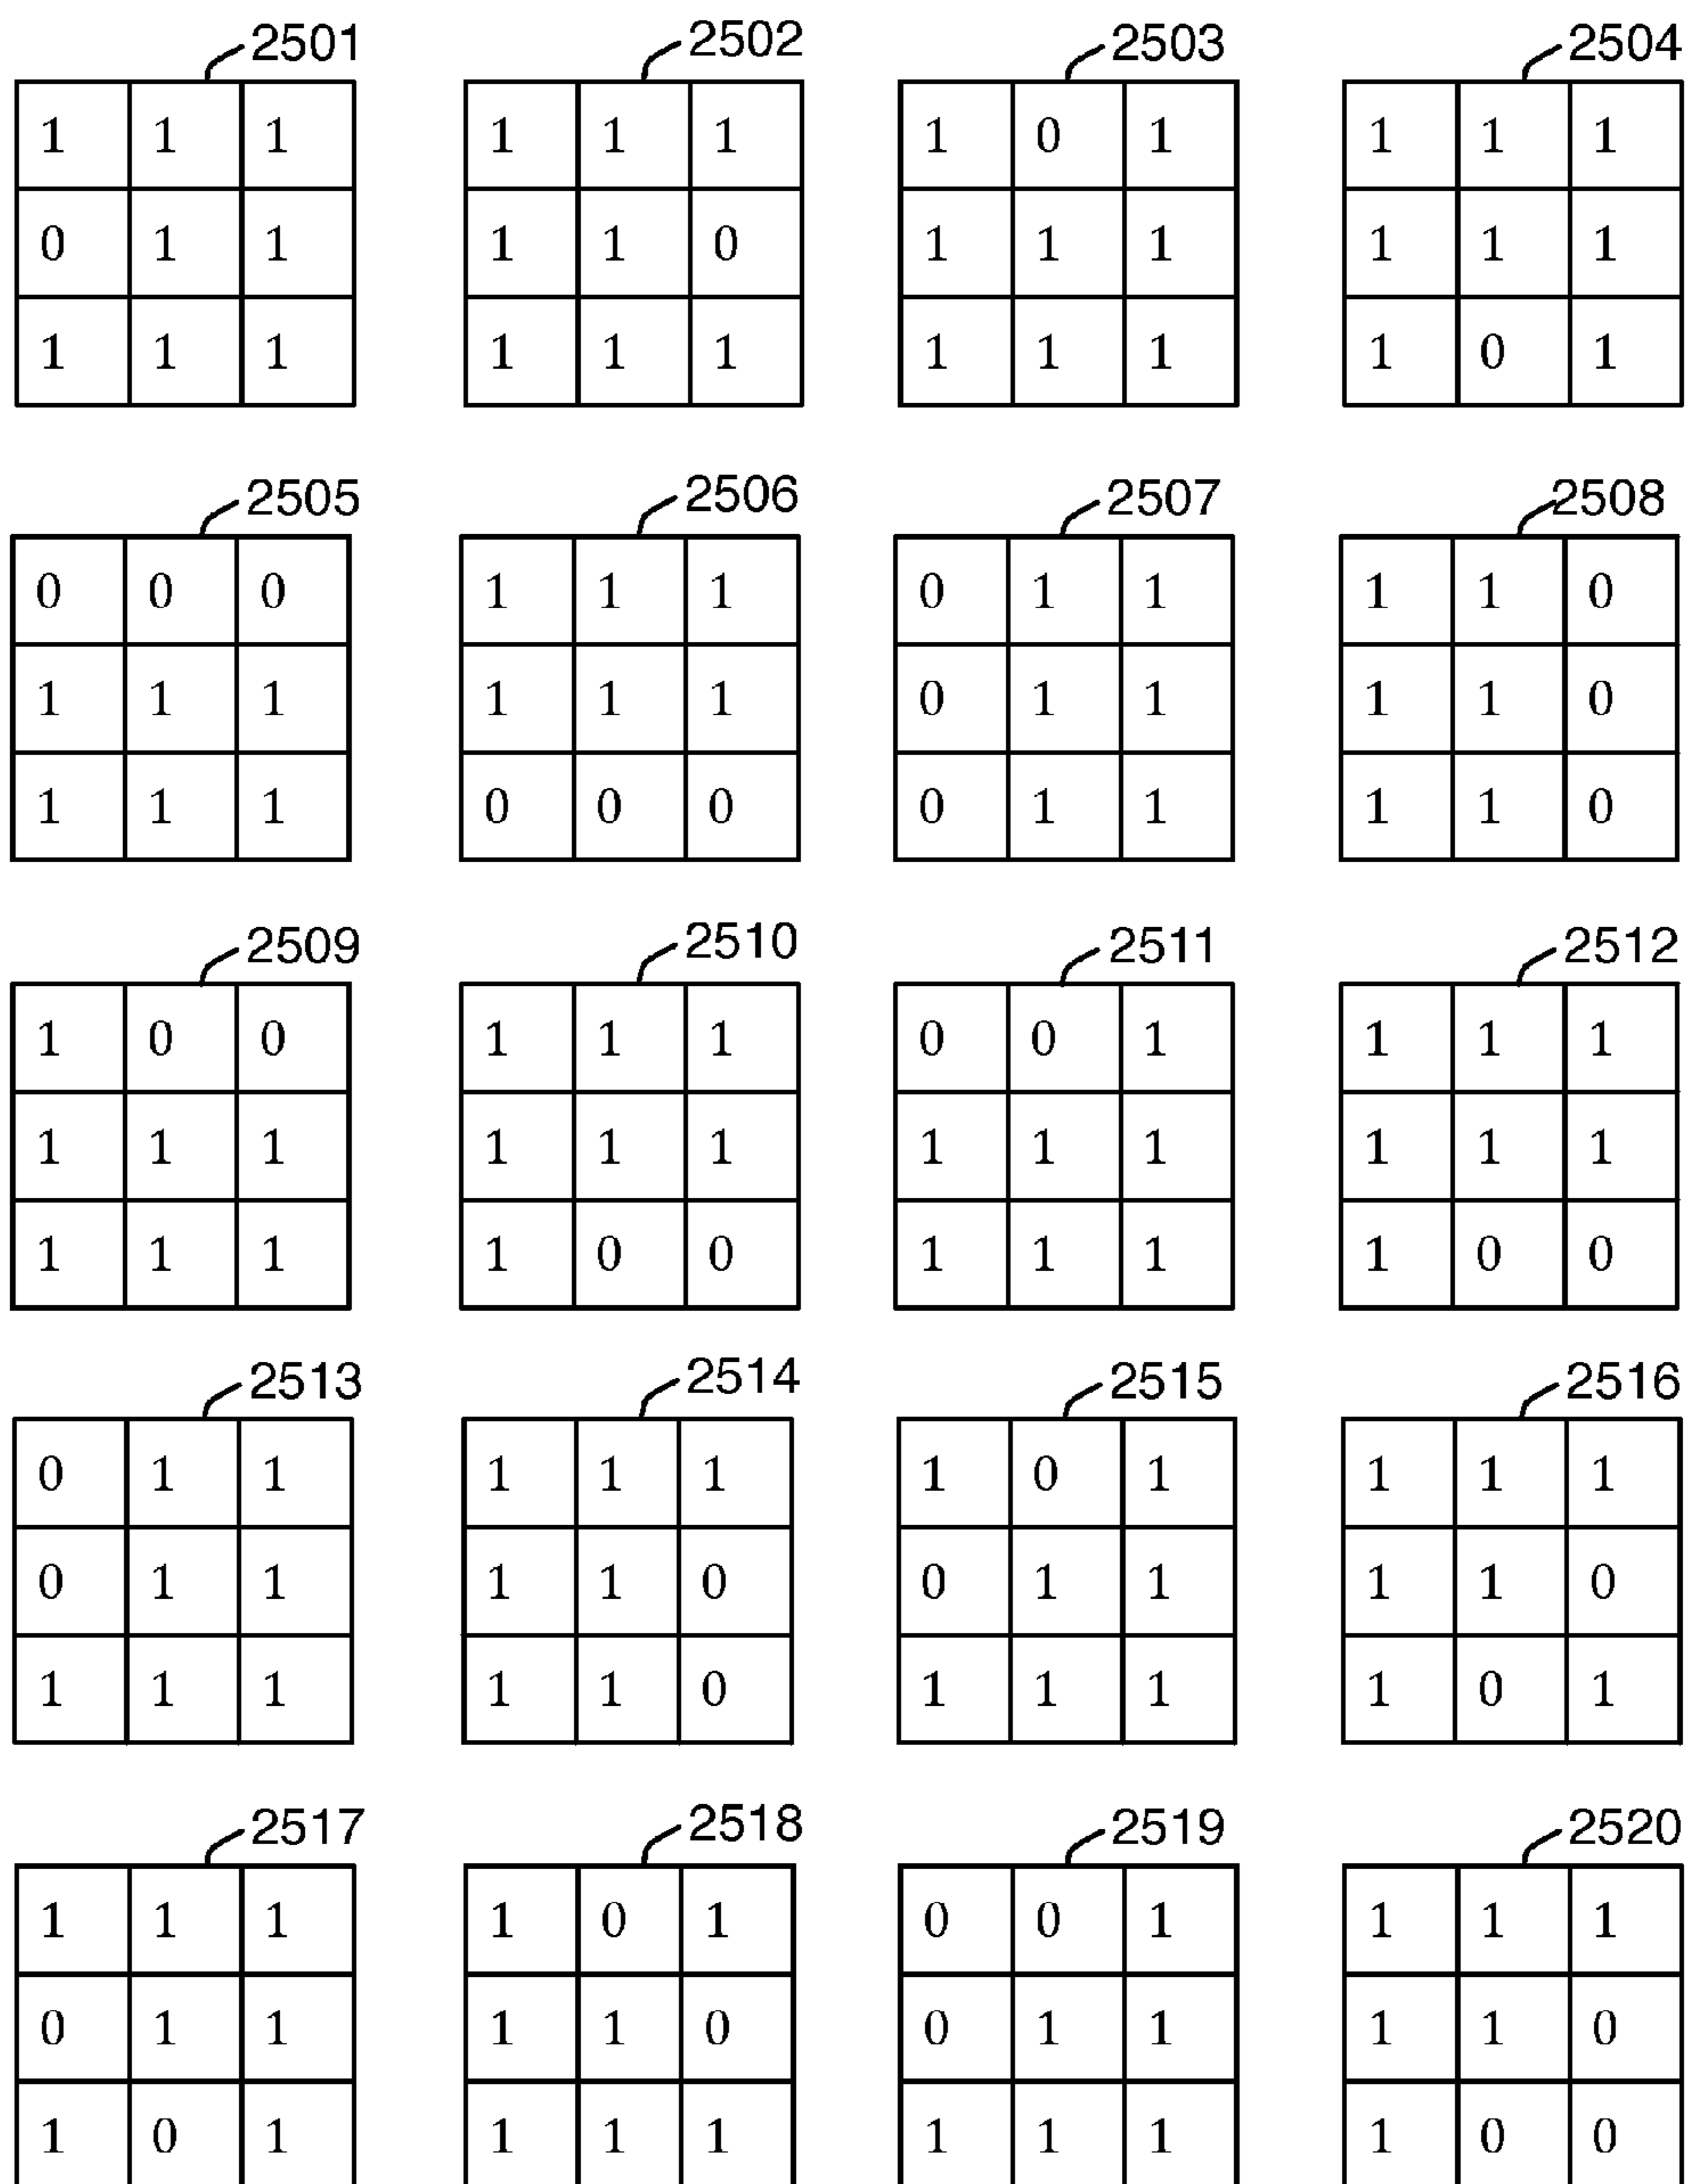 2501 2502 2503 2504
1 1 1 1 1 1 1 0 1 1 1 1
0 1 1 1 1 0 1 1 1 1 1 1
1 1 1 1 1 1 1 1 1 1 0 1
2505 2506 2507 2508
0 0 0 1 1 1 0 1 1 1 1 0
1 1 1 1 1 1 0 1 1 1 1 0
1 1 1 0 0 0 0 1 1 1 1 0
2509 2510 2511 2512
1 0 0 1 1 1 0 0 1 1 1 1
1 1 1 1 1 1 1 1 1 1 1 1
1 1 1 1 0 0 1 1 1 1 0 0
2513 2514 2515 2516
0 1 1 1 1 1 1 0 1 1 1 1
0 1 1 1 1 0 0 1 1 1 1 0
1 1 1 1 1 0 1 1 1 1 0 1
2517 2518 2519 2520
1 1 1 1 0 1 0 0 1 1 1 1
0 1 1 1 1 0 0 1 1 1 1 0
1 0 1 1 1 1 1 1 1 1 0 0